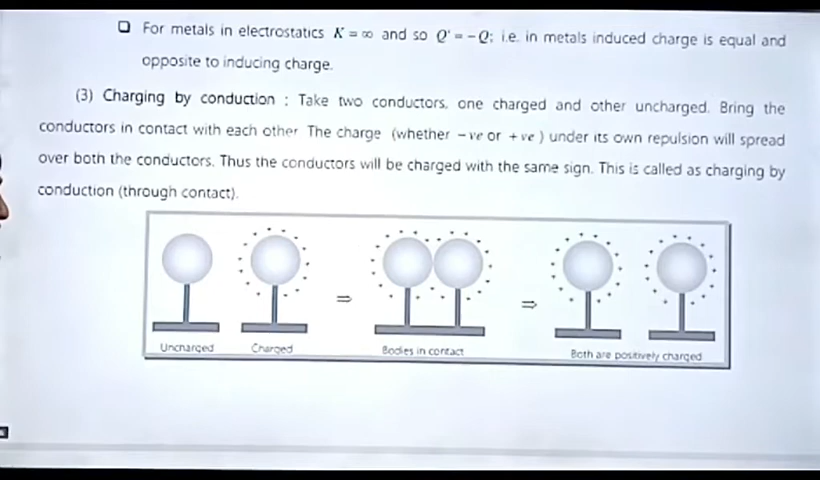 ❑ For metals in electrostatics K = ∞ and so Q' = −Q; i.e. in metals induced charge is equal and
opposite to inducing charge.
(3) Charging by conduction : Take two conductors, one charged and other uncharged. Bring the
conductors in contact with each other. The charge (whether −ve or +ve) under its own repulsion will spread
over both the conductors. Thus the conductors will be charged with the same sign. This is called as charging by
conduction (through contact).
⇒ ⇒
Uncharged Charged Bodies in contact Both are positively charged